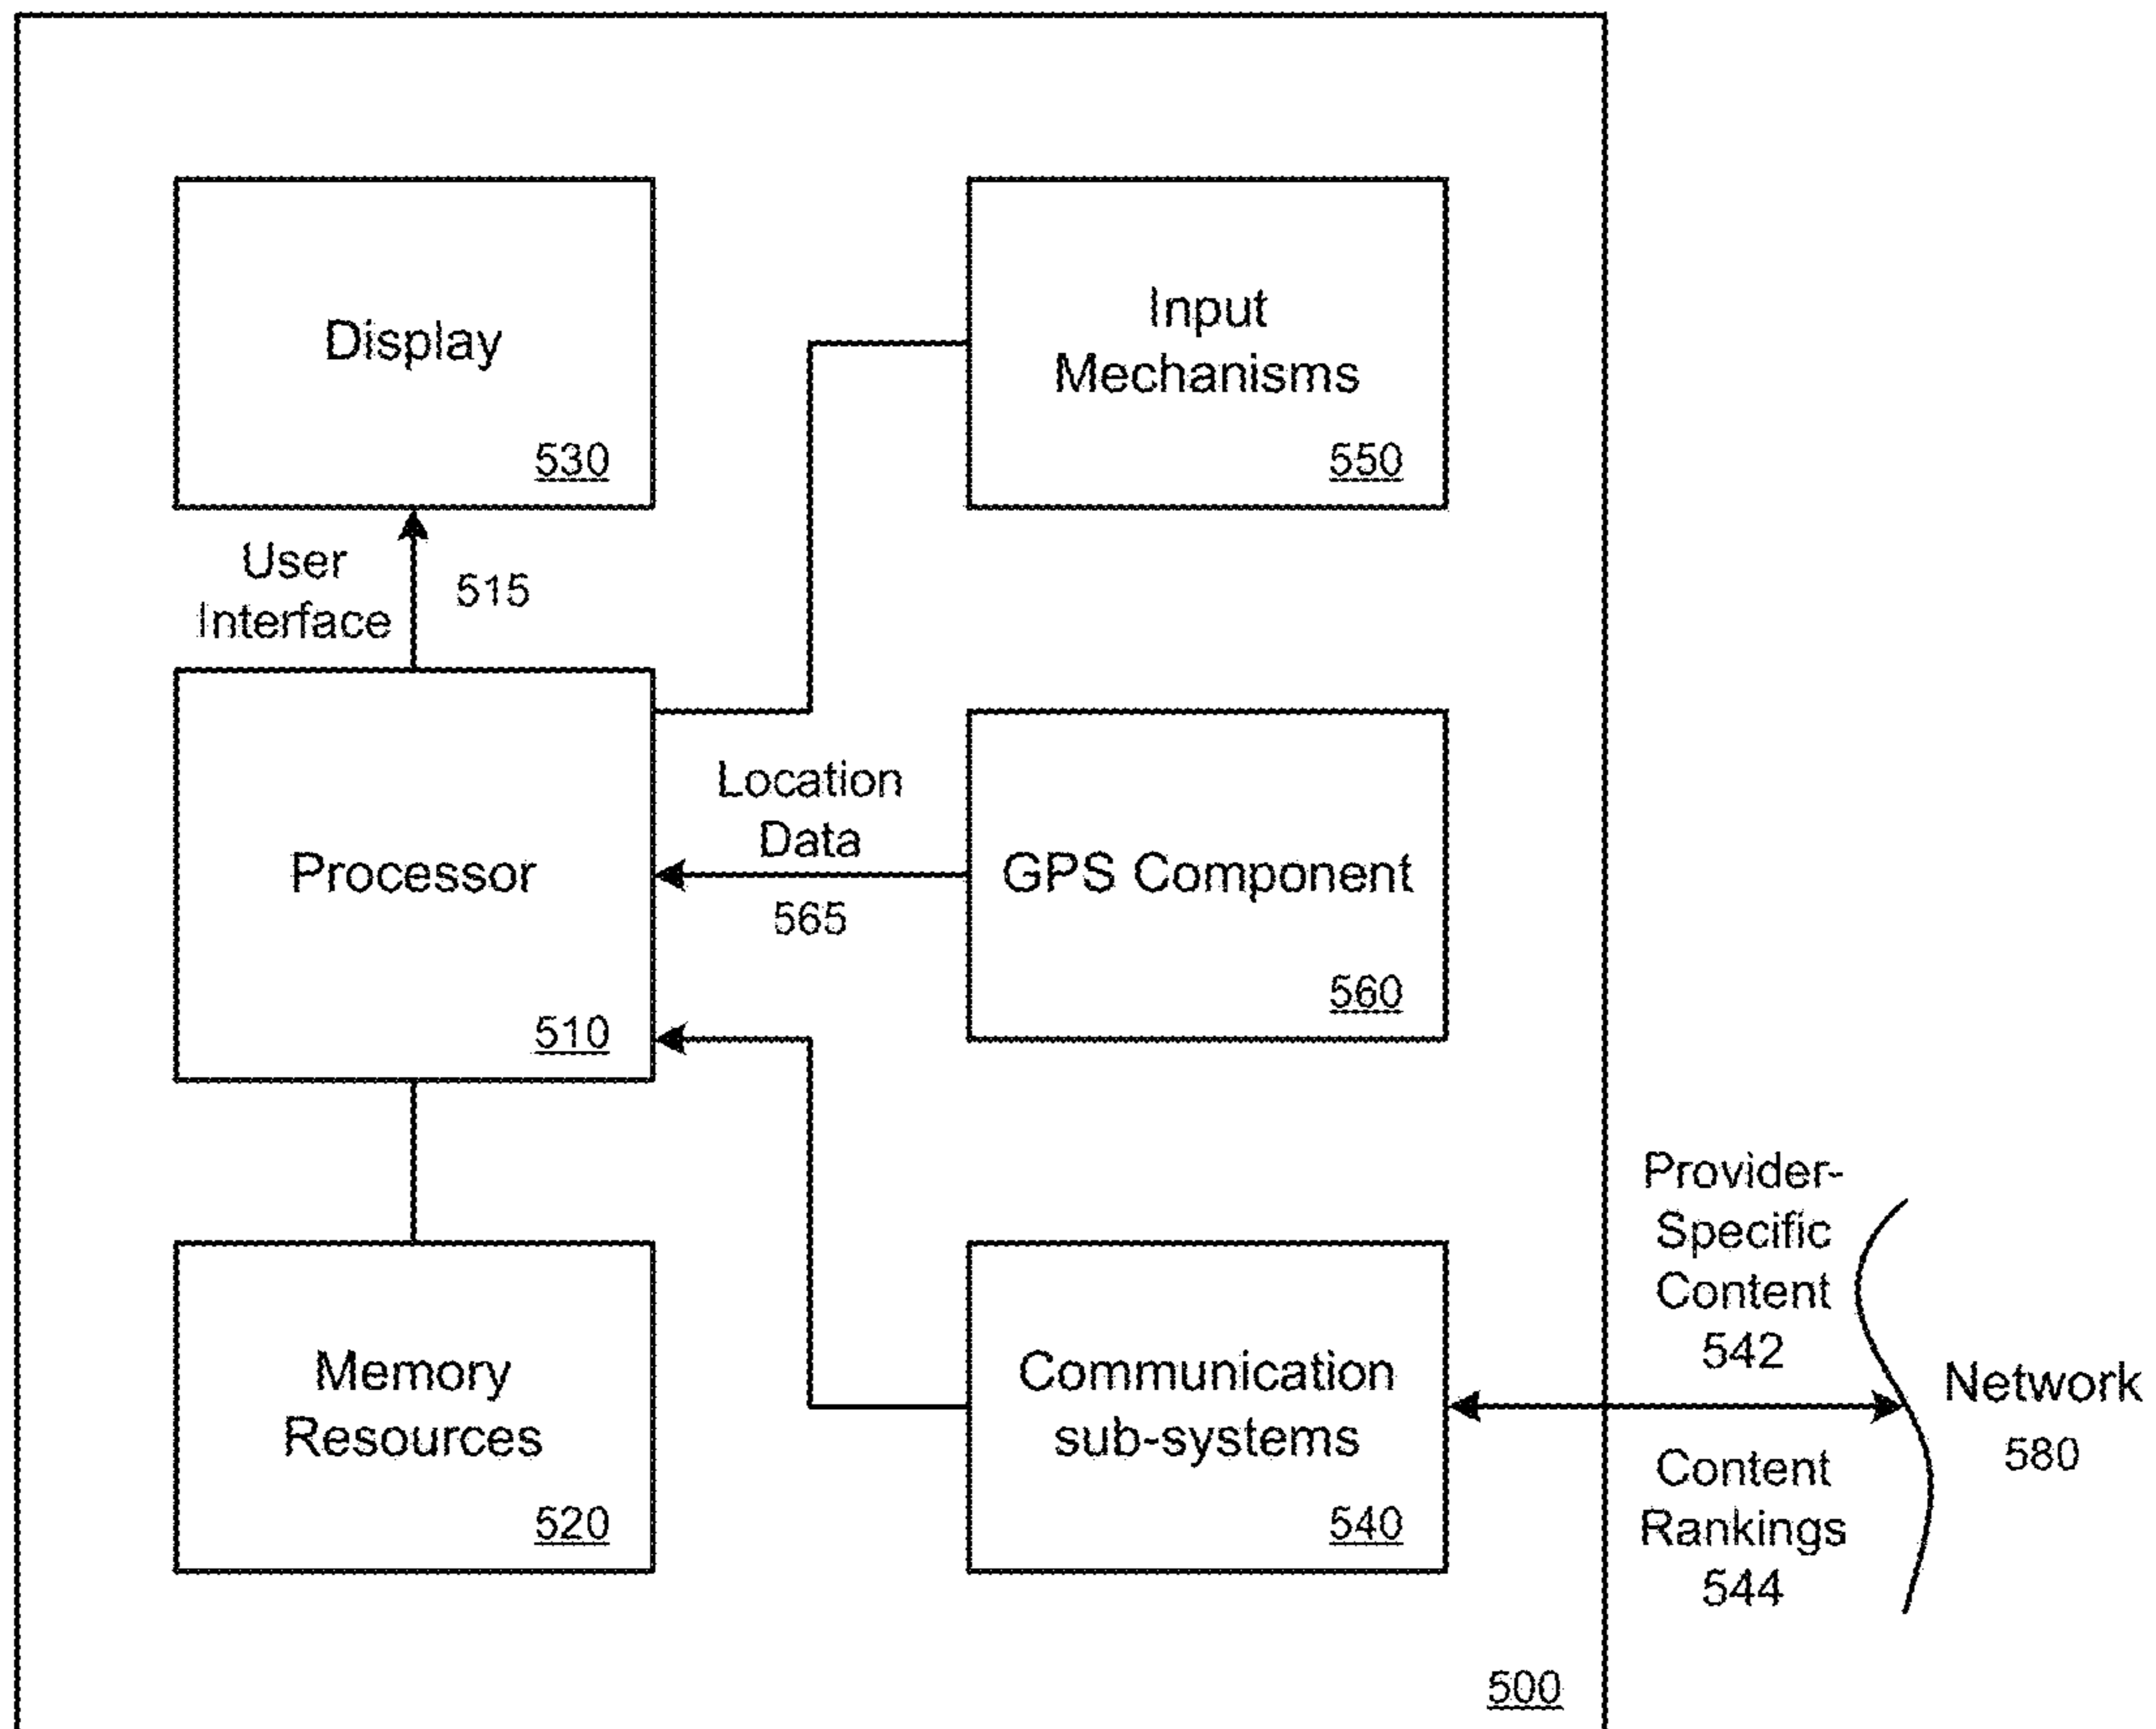 Display
530
Input
Mechanisms
550
User
Interface
515
Processor
510
Location
Data
565
GPS Component
560
Memory
Resources
520
Communication
sub-systems
540
Provider-
Specific
Content
542
Content
Rankings
544
Network
580
500